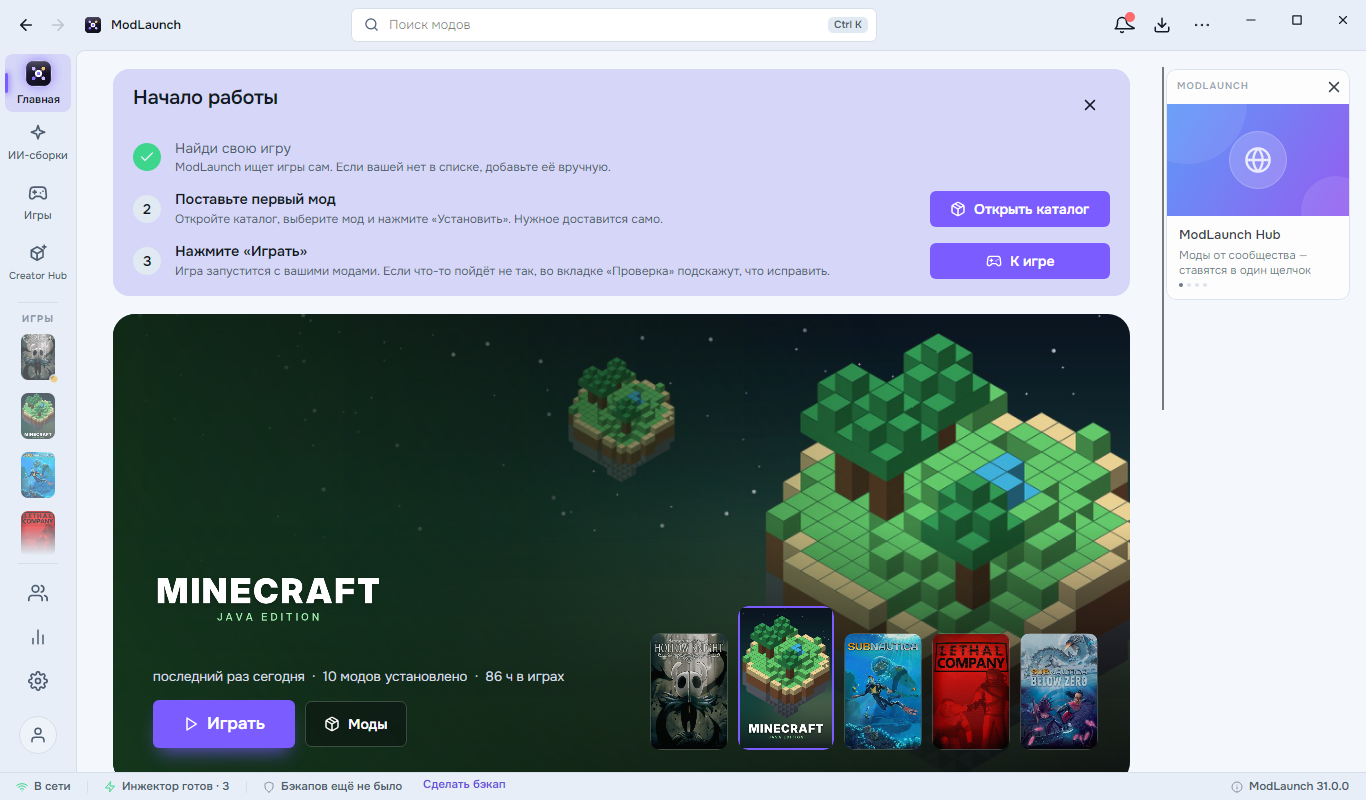 ModLaunch
Поиск модов
Ctrl K
Главная
ИИ-сборки
Игры
Creator Hub
ИГРЫ
MINECRAFT
LETHAL
COMPANY
Начало работы
Найди свою игру
ModLaunch ищет игры сам. Если вашей нет в списке, добавьте её вручную.
2
Поставьте первый мод
Откройте каталог, выберите мод и нажмите «Установить». Нужное доставится само.
Открыть каталог
3
Нажмите «Играть»
Игра запустится с вашими модами. Если что-то пойдёт не так, во вкладке «Проверка» подскажут, что исправить.
К игре
MODLAUNCH
ModLaunch Hub
Моды от сообщества —
ставятся в один щелчок
MINECRAFT
JAVA EDITION
последний раз сегодня · 10 модов установлено · 86 ч в играх
Играть
Моды
HOLLOW KNIGHT
MINECRAFT
JAVA EDITION
SUBNAUTICA
LETHAL
COMPANY
SUBNAUTICA
BELOW ZERO
В сети
Инжектор готов · 3
Бэкапов ещё не было
Сделать бэкап
ModLaunch 31.0.0